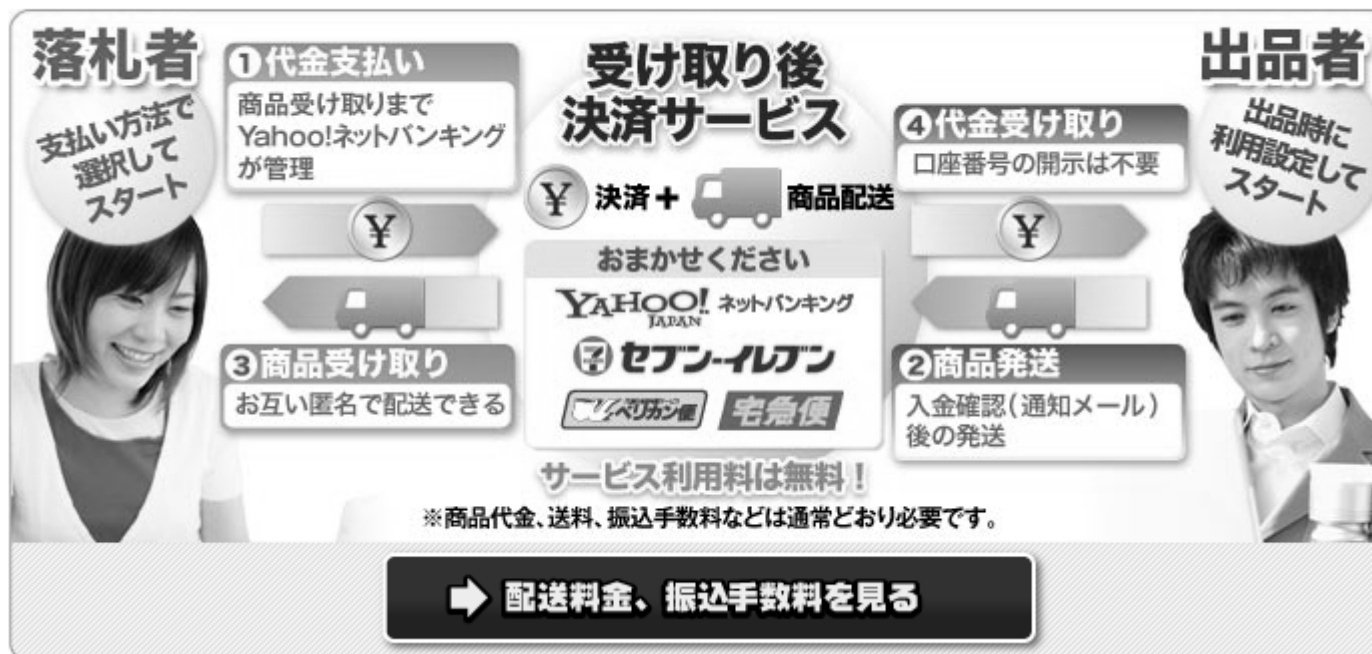 落札者
支払い方法で
選択して
スタート
①代金支払い
商品受け取りまで
Yahoo!ネットバンキング
が管理
¥
③商品受け取り
お互い匿名で配送できる
受け取り後
決済サービス
¥ 決済+ 商品配送
おまかせください
YAHOO! JAPAN ネットバンキング
セブン-イレブン
ペリカン便 宅急便
サービス利用料は無料!
※商品代金、送料、振込手数料などは通常どおり必要です。
出品者
出品時に
利用設定して
スタート
④代金受け取り
口座番号の開示は不要
¥
②商品発送
入金確認(通知メール)
後の発送
配送料金、振込手数料を見る